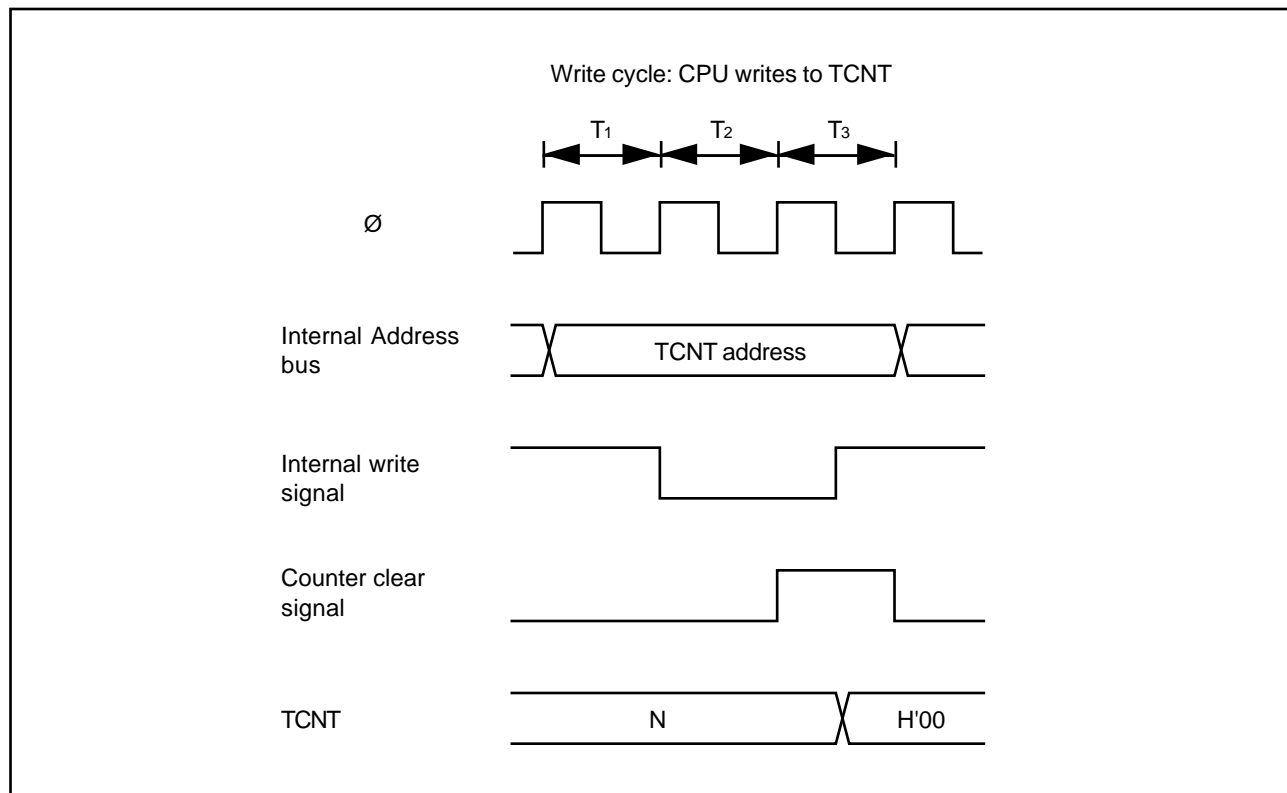 Write cycle: CPU writes to TCNT
T1
T2
T3
Ø
Internal Address
bus
TCNT address
Internal write
signal
Counter clear
signal
TCNT
N
H'00